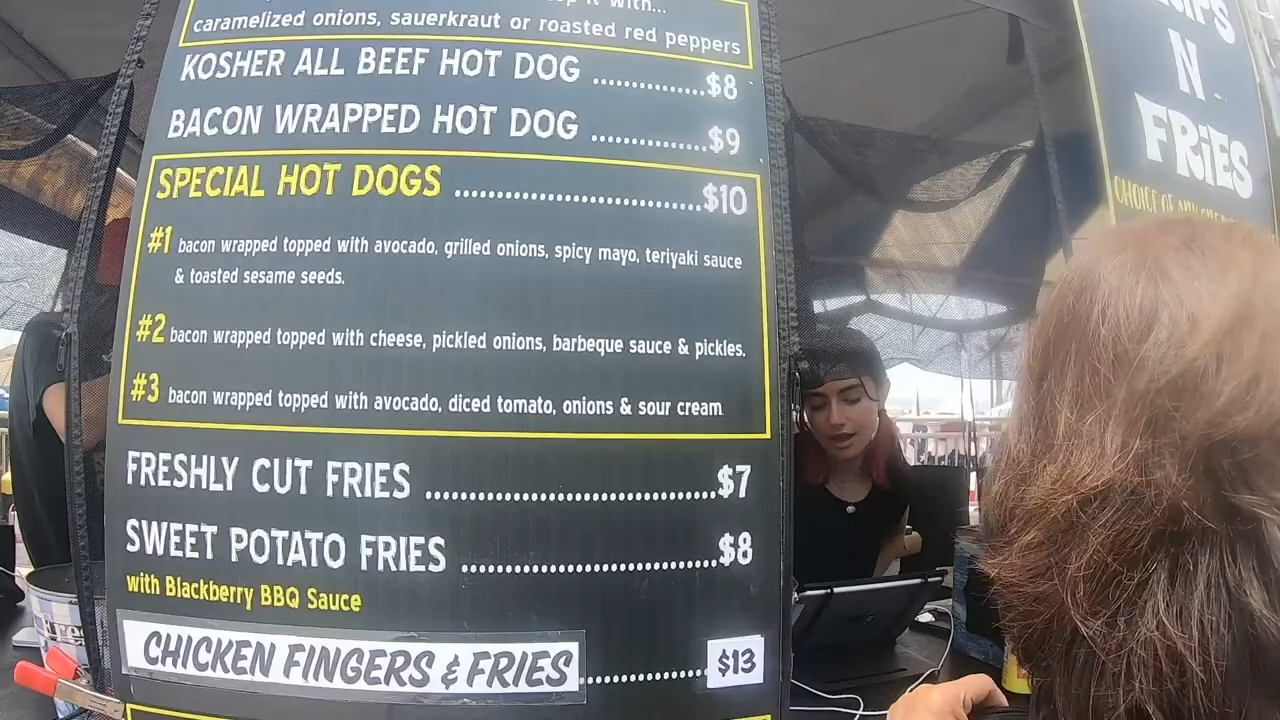 it with...
caramelized onions, sauerkraut or roasted red peppers
KOSHER ALL BEEF HOT DOG ..............$8
BACON WRAPPED HOT DOG ..............$9
SPECIAL HOT DOGS ..............................$10
#1 bacon wrapped topped with avocado, grilled onions, spicy mayo, teriyaki sauce
& toasted sesame seeds.
#2 bacon wrapped topped with cheese, pickled onions, barbeque sauce & pickles.
#3 bacon wrapped topped with avocado, diced tomato, onions & sour cream
FRESHLY CUT FRIES ...................................$7
SWEET POTATO FRIES ...............................$8
with Blackberry BBQ Sauce
CHICKEN FINGERS & FRIES ...............$13
N
FRiES
CHOICE OF ANY